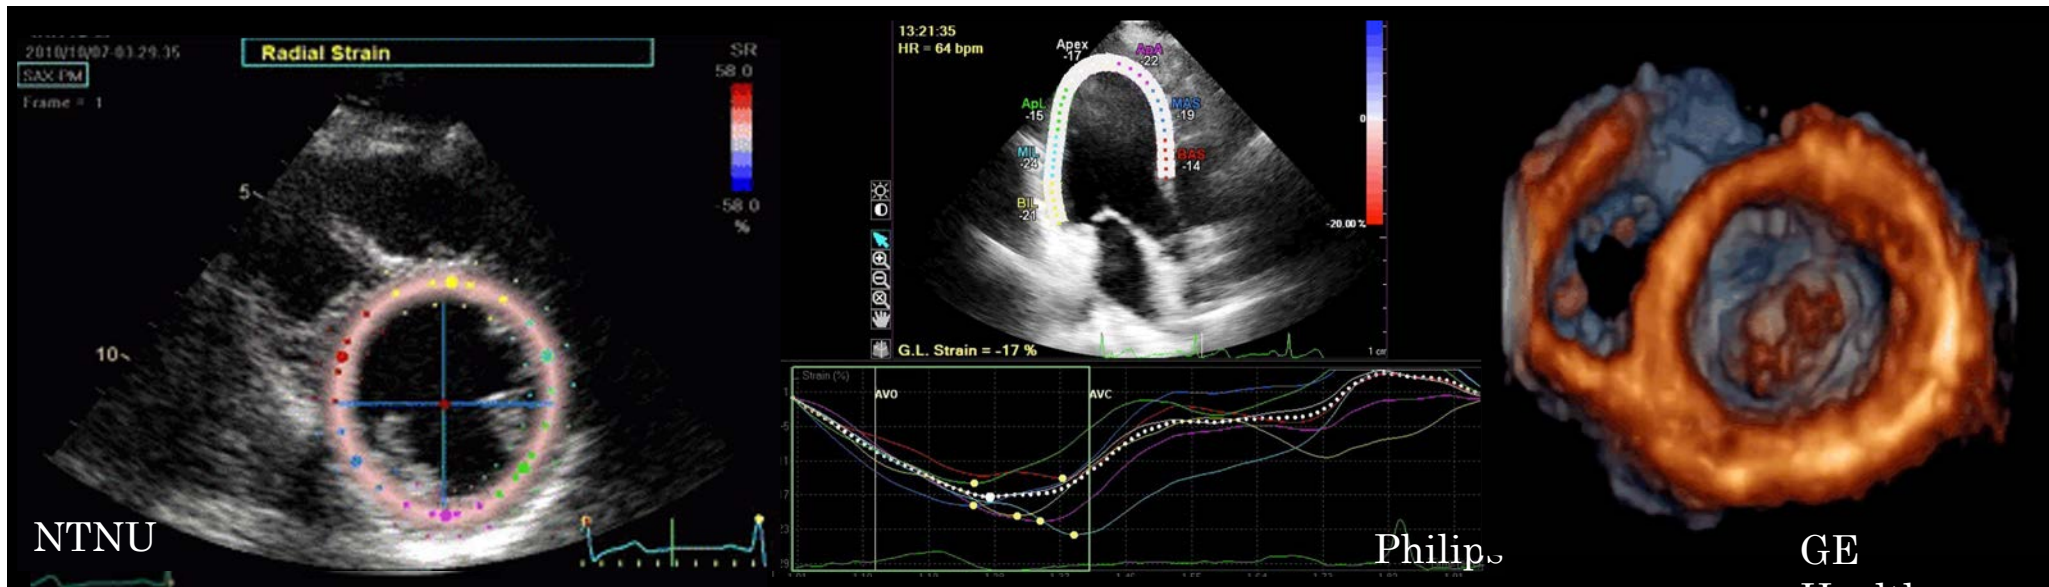 2010/10/07-03:29:35
Radial Strain
SAX-PM
Frame = 1
SR
58.0
-58.0
%
5
10
NTNU
13:21:35
HR = 64 bpm
Apex
-17
ApA
-22
ApL
-15
MAS
-19
MIL
-24
BAS
-14
BIL
-21
0
-20.00 %
G.L. Strain = -17 %
1 cm
Strain (%)
AVO
AVC
Philips
GE